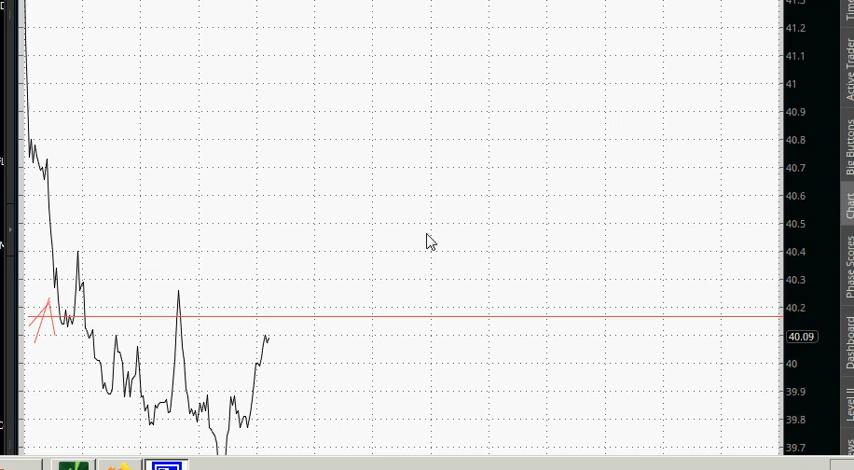 41.3
41.2
41.1
41
40.9
40.8
40.7
40.6
40.5
40.4
40.3
40.2
40.09
40
39.9
39.8
39.7
Active Trader
Big Buttons
Chart
Phase Scores
Dashboard
Level II